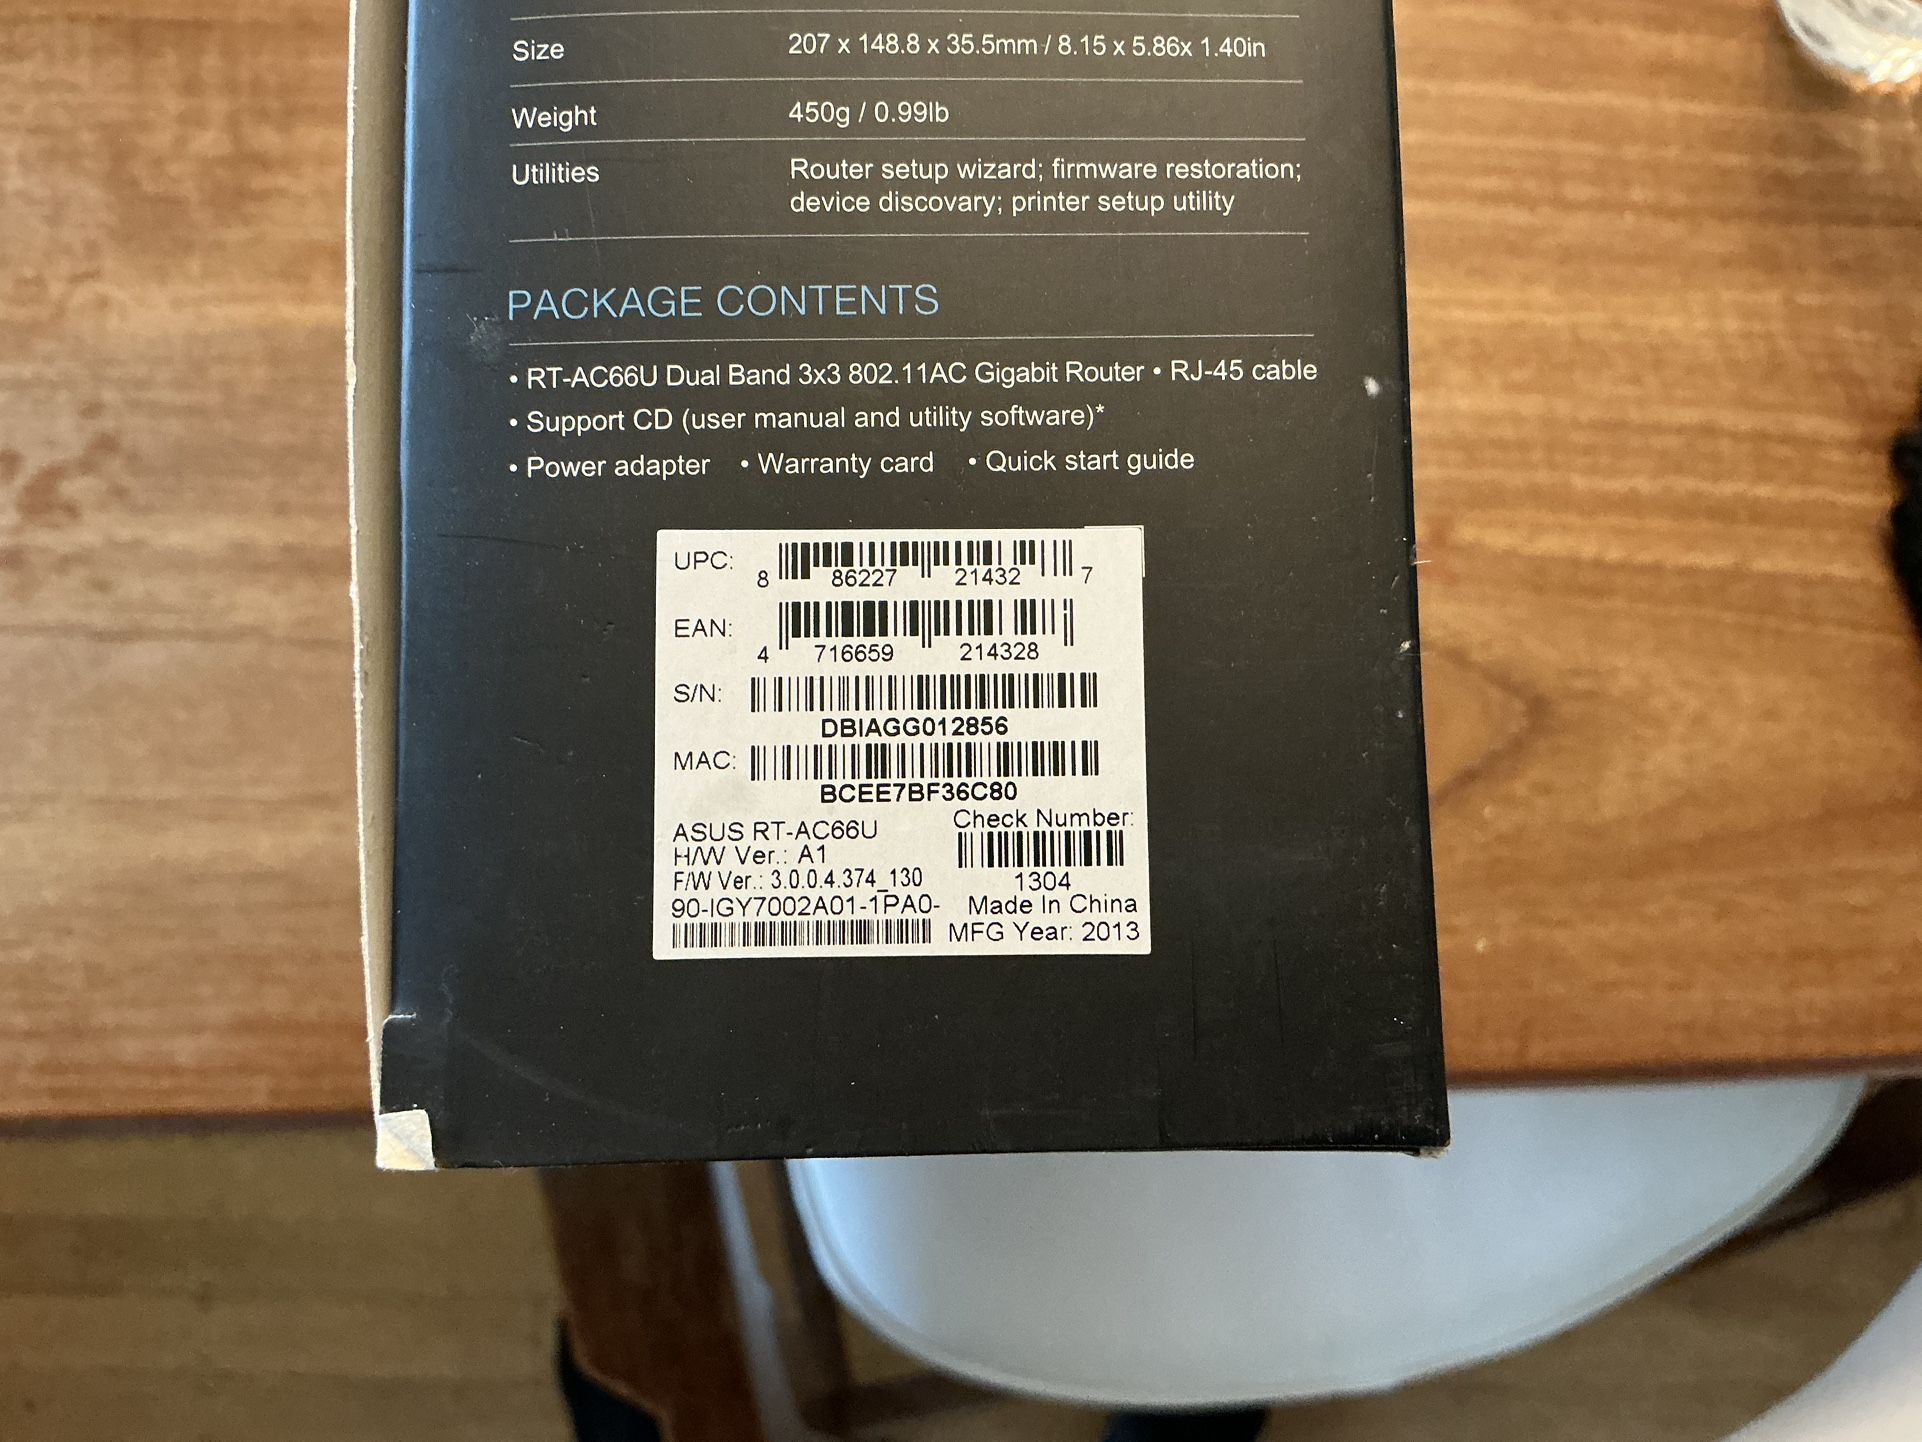 Size 207 x 148.8 x 35.5mm / 8.15 x 5.86x 1.40in
Weight 450g / 0.99lb
Utilities Router setup wizard; firmware restoration;
device discovary; printer setup utility
PACKAGE CONTENTS
• RT-AC66U Dual Band 3x3 802.11AC Gigabit Router • RJ-45 cable
• Support CD (user manual and utility software)*
• Power adapter • Warranty card • Quick start guide
UPC: 8 86227 21432 7
EAN: 4 716659 214328
S/N:
DBIAGG012856
MAC:
BCEE7BF36C80
ASUS RT-AC66U Check Number:
H/W Ver.: A1
F/W Ver.: 3.0.0.4.374_130 1304
90-IGY7002A01-1PA0- Made In China
MFG Year: 2013